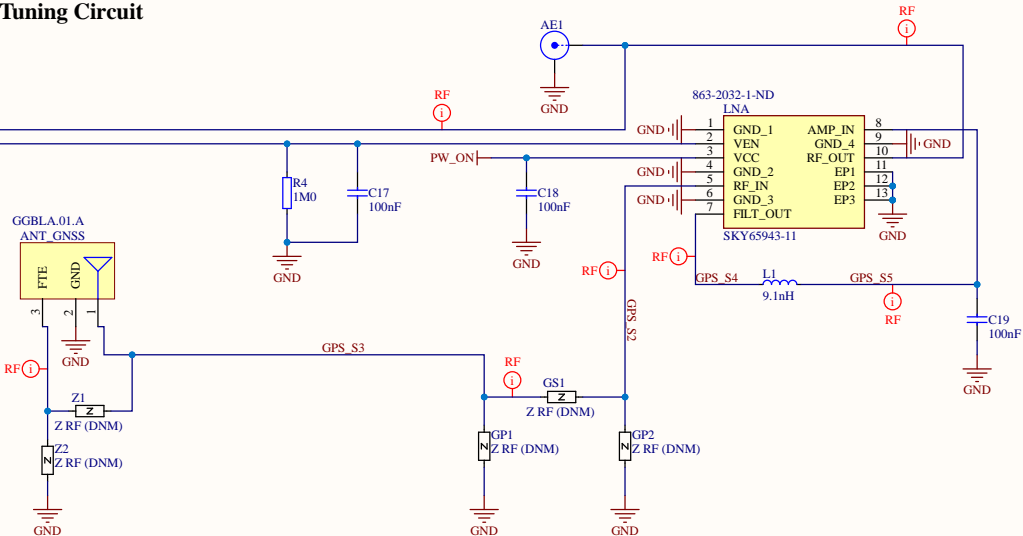 Tuning Circuit
RF
AE1
GND
RF
863-2032-1-ND
LNA
GND
1
GND_1
AMP_IN
8
2
VEN
GND_4
9
GND
PW_ON
3
VCC
RF_OUT
10
GND
4
GND_2
EP1
11
5
RF_IN
EP2
12
GND
6
GND_3
EP3
13
7
FILT_OUT
SKY65943-11
GND
R4
1M0
C17
100nF
GND
C18
100nF
GND
GGBLA.01.A
ANT_GNSS
FTE
GND
3
2
1
GND
RF
RF
GPS_S4
L1
9.1nH
GPS_S5
RF
C19
100nF
GND
GPS_S2
GPS_S3
RF
RF
GS1
Z RF (DNM)
Z1
Z
Z RF (DNM)
Z
Z2
Z RF (DNM)
Z
GND
GP1
Z RF (DNM)
Z
GND
GP2
Z RF (DNM)
Z
GND